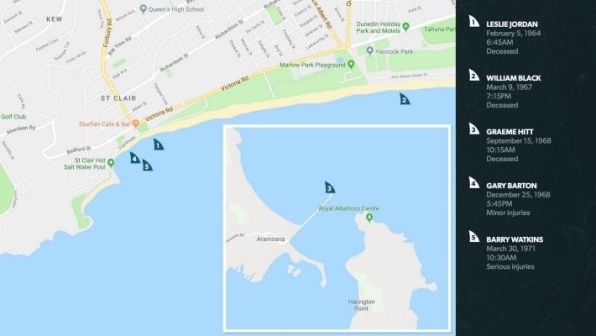 Queen's High School
KEW
Forbury Rd
Richardson St
Bay View Rd
Dunedin Holiday
Park and Motels
Tahuna Park
Hancock Park
Marlow Park Playground
Victoria Rd
ST CLAIR
Victoria Rd
Golf Club
Starfish Cafe & Bar
Aberdeen Rd
Bedford St
Esplanade
St Clair Hot
Salt Water Pool
1
2
4
5
3
Royal Albatross Centre
Aramoana
Harington
Point
1
LESLIE JORDAN
February 5, 1964
6:45AM
Deceased
2
WILLIAM BLACK
March 9, 1967
7:15PM
Deceased
3
GRAEME HITT
September 15, 1968
10:15AM
Deceased
4
GARY BARTON
December 25, 1968
5:45PM
Minor injuries
5
BARRY WATKINS
March 30, 1971
10:30AM
Serious injuries